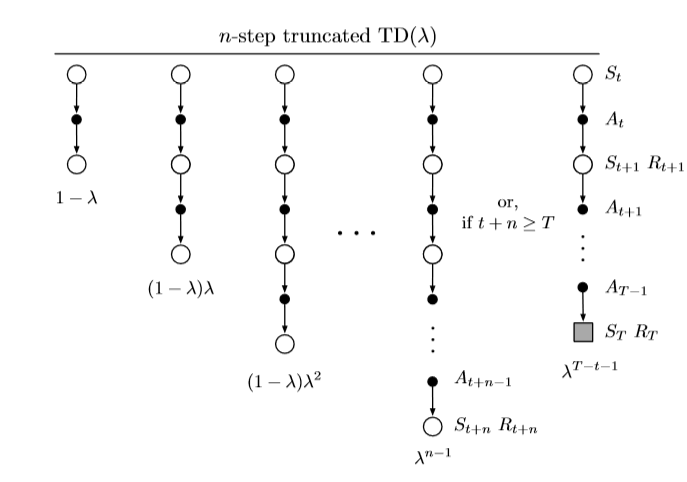 n-step truncated TD(λ)
S_t
A_t
S_{t+1} R_{t+1}
1 − λ
A_{t+1}
or,
if t + n ≥ T
· · ·
(1 − λ)λ
A_{T−1}
S_T R_T
(1 − λ)λ^2
λ^{T−t−1}
A_{t+n−1}
S_{t+n} R_{t+n}
λ^{n−1}